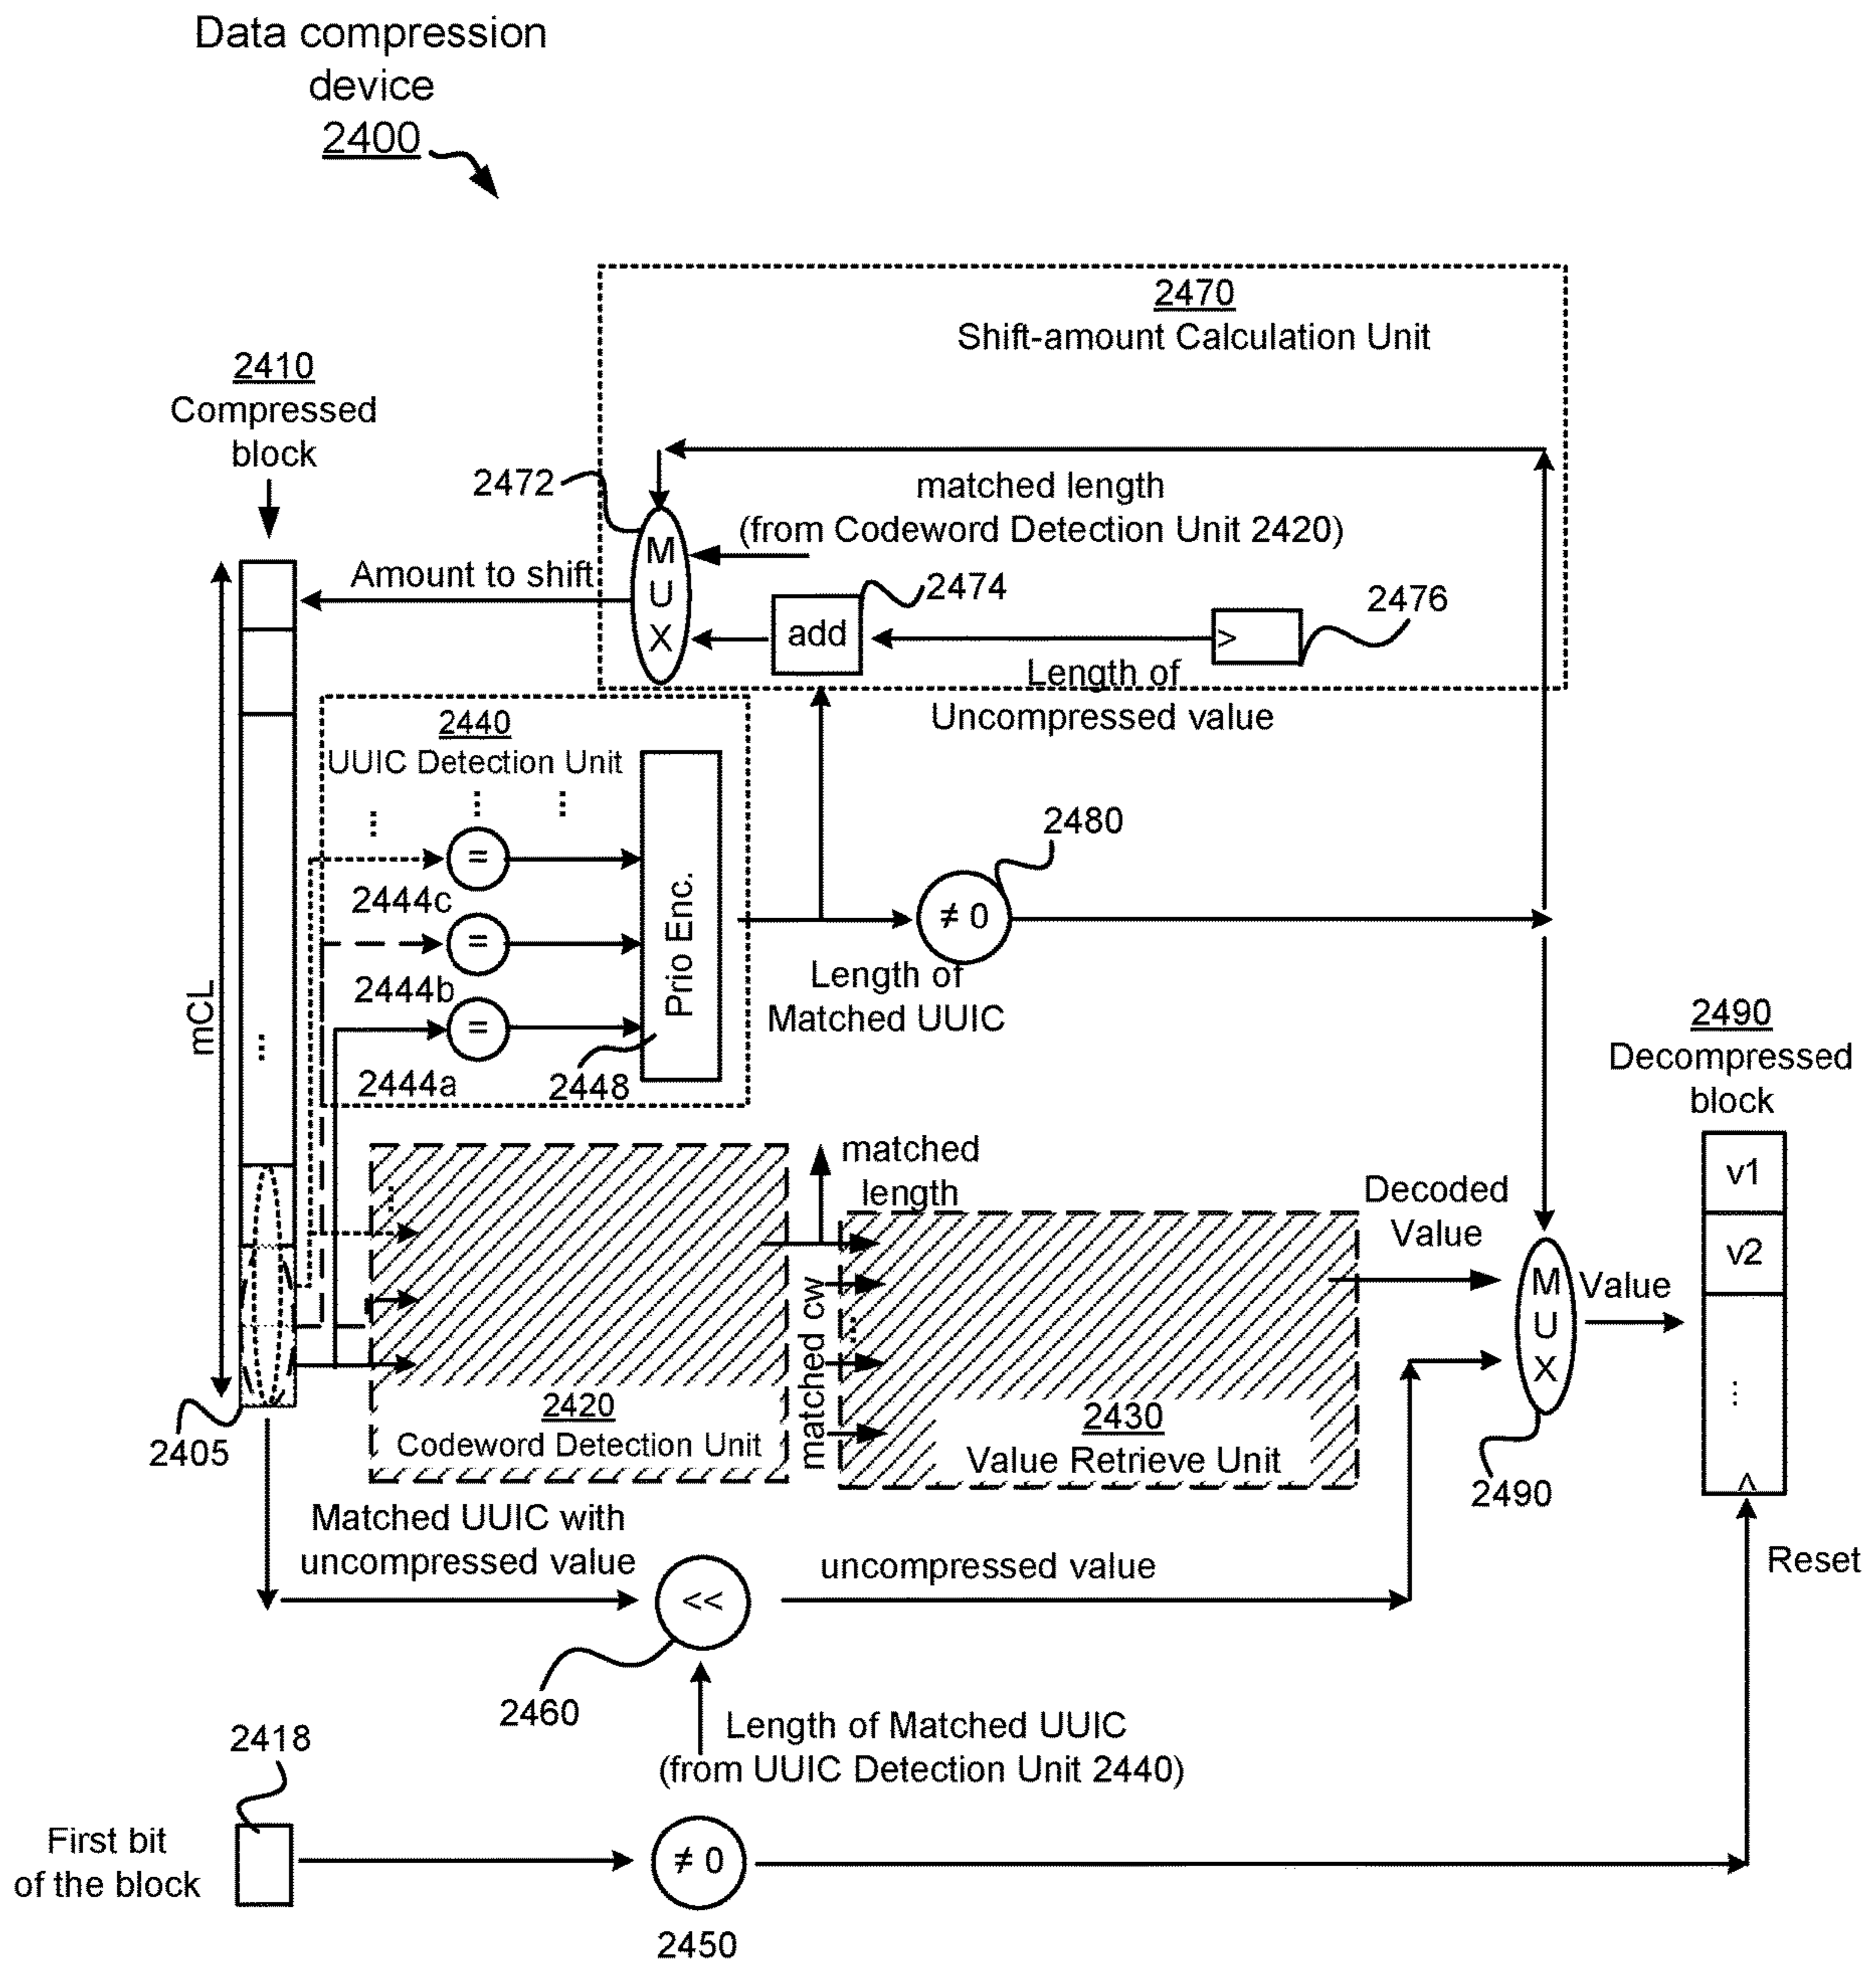 Data compression
device
2400
2470
Shift-amount Calculation Unit
2410
Compressed
block
2472
matched length
(from Codeword Detection Unit 2420)
M
U
X
Amount to shift
2474
add
2476
>
Length of
Uncompressed value
2440
UUIC Detection Unit
...
...
...
=
2444c
=
2444b
=
2444a
Prio Enc.
2448
2480
≠ 0
Length of
Matched UUIC
mCL
...
2490
Decompressed
block
v1
v2
...
^
matched
length
Decoded
Value
M
U
X
Value
2490
...
2420
Codeword Detection Unit
matched cw
...
2430
Value Retrieve Unit
2405
Matched UUIC with
uncompressed value
<<
uncompressed value
Reset
2460
Length of Matched UUIC
(from UUIC Detection Unit 2440)
2418
First bit
of the block
≠ 0
2450